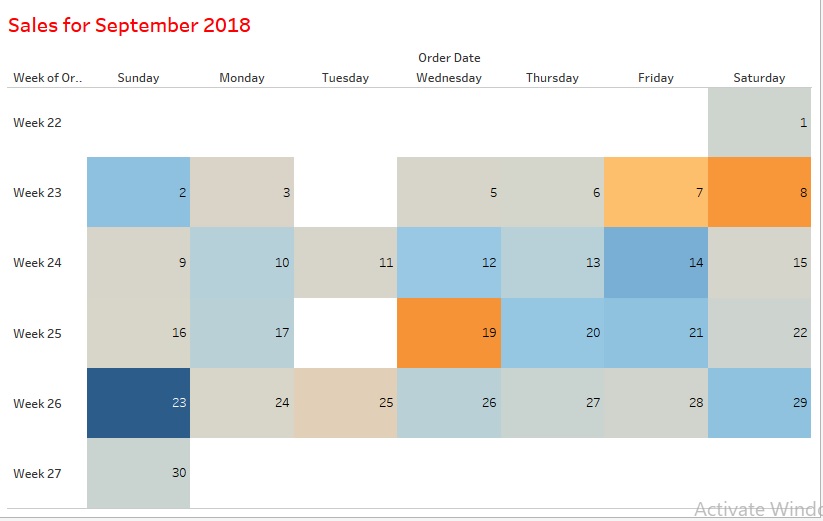 Sales for September 2018
Order Date
Week of Or.. Sunday Monday Tuesday Wednesday Thursday Friday Saturday
Week 22 1
Week 23 2 3 5 6 7 8
Week 24 9 10 11 12 13 14 15
Week 25 16 17 19 20 21 22
Week 26 23 24 25 26 27 28 29
Week 27 30
Activate Windo